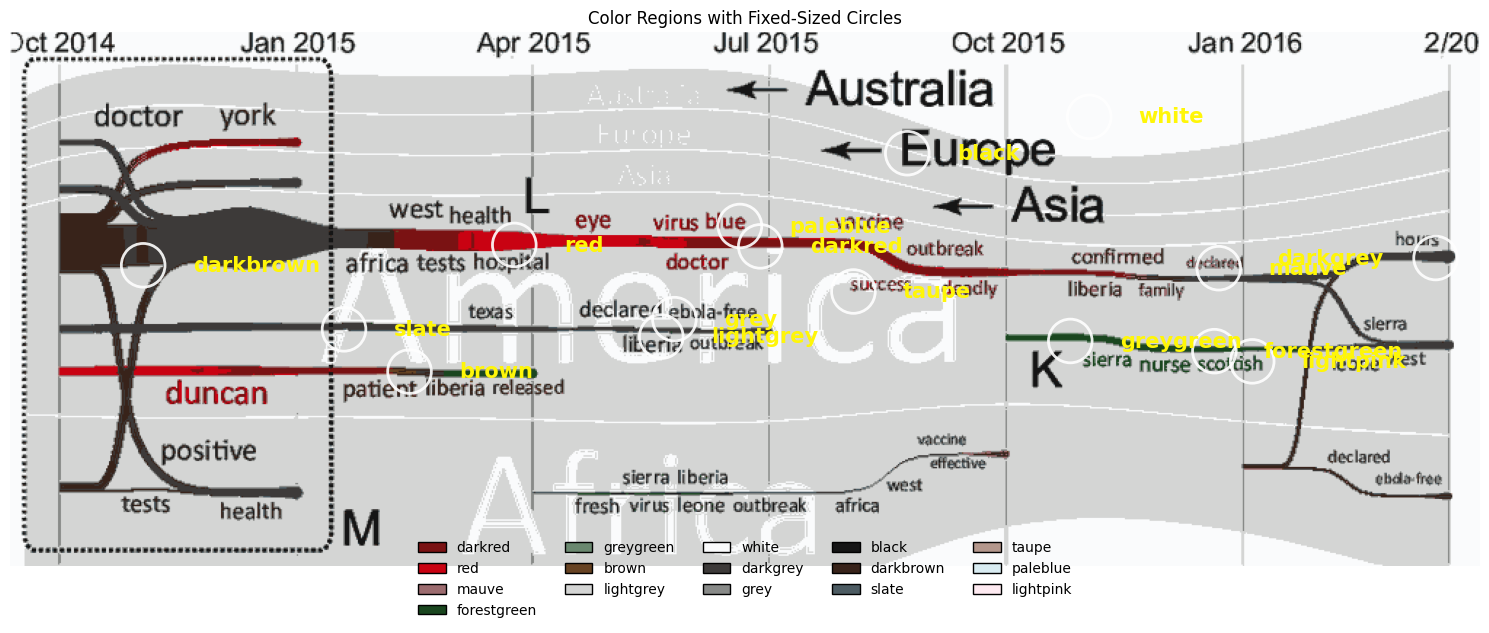 Color Regions with Fixed-Sized Circles
Oct 2014 Jan 2015 Apr 2015 Jul 2015 Oct 2015 Jan 2016 2/20
Australia
Australia
white
doctor york
Europe
Europe
black
Asia
Asia
L
west health eye virus blue vaccine
paleblue
hours
red
darkred outbreak
confirmed
darkgrey
darkbrown
africa tests hospital doctor
declared
mauve
success deadly
taupe
liberia family
America
texas declared ebola-free
grey
slate
sierra
liberia outbreak
lightgrey
greygreen
forestgreen
sierra nurse scottish
lightpink
leone
brown
K
duncan patient liberia released
positive
vaccine
effective
declared
tests health
Africa
sierra liberia
west
ebola-free
fresh virus leone outbreak africa
M
darkred greygreen white black taupe
red brown darkgrey darkbrown paleblue
mauve lightgrey grey slate lightpink
forestgreen